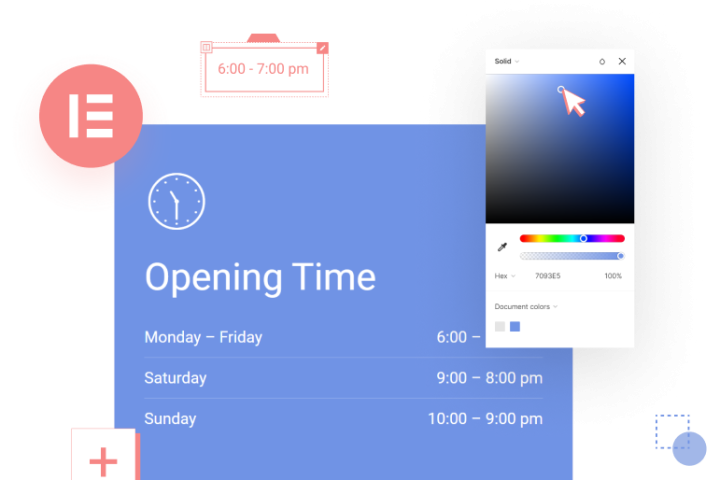 6:00 - 7:00 pm
Solid
Opening Time
Hex 7093E5 100%
Document colors
Monday – Friday 6:00 –
Saturday 9:00 – 8:00 pm
Sunday 10:00 – 9:00 pm